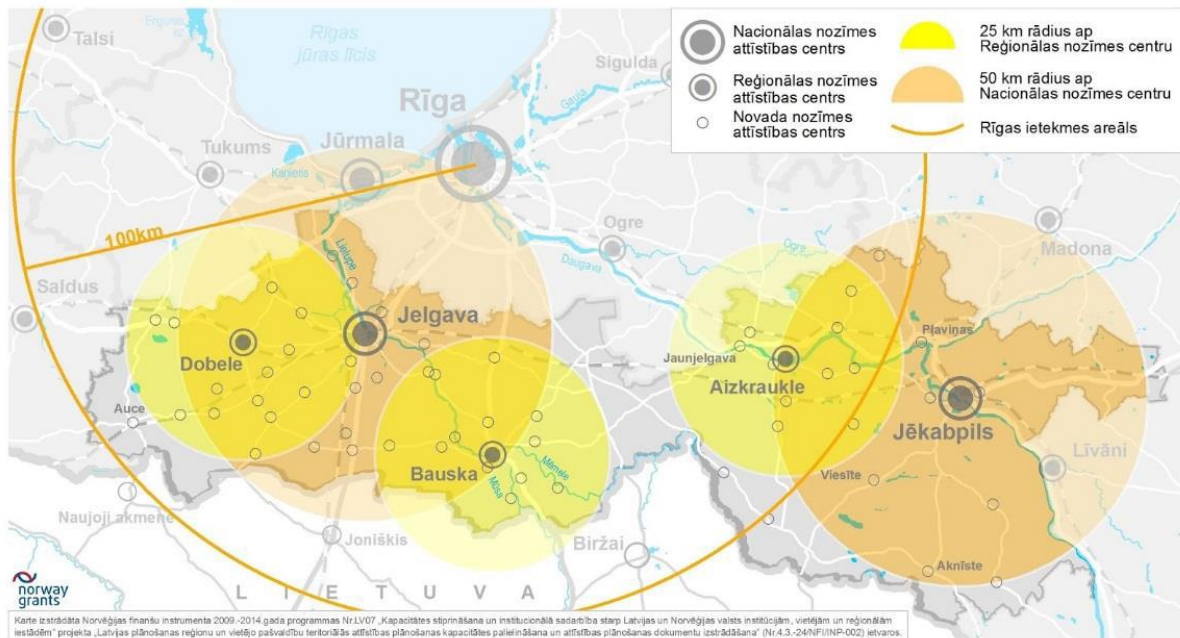 Engures ez.
Talsi
Rīgas
jūras līcis
Sigulda
Gauja
Rīga
Jūrmala
Tukums
Kanieris
100km
Lielupe
Ogre
Ogre
Daugava
Madona
Saldus
Jelgava
Dobele
Pļaviņas
Jaunjelgava
Aizkraukle
Jēkabpils
Auce
Bauska
Mēmele
Mūsa
Viesīte
Līvāni
Naujoji akmenė
Joniškis
Biržai
Aknīste
LIETUVA
Nacionālas nozīmes
attīstības centrs
Reģionālas nozīmes
attīstības centrs
Novada nozīmes
attīstības centrs
25 km rādius ap
Reģionālas nozīmes centru
50 km rādius ap
Nacionālas nozīmes centru
Rīgas ietekmes areāls
norway
grants
Karte izstrādāta Norvēģijas finanšu instrumenta 2009.-2014.gada programmas Nr.LV07 „Kapacitātes stiprināšana un institucionālā sadarbība starp Latvijas un Norvēģijas valsts institūcijām, vietējām un reģionālām
iestādēm" projekta „Latvijas plānošanas reģionu un vietējo pašvaldību teritoriālās attīstības plānošanas kapacitātes palielināšana un attīstības plānošanas dokumentu izstrādāšana" (Nr.4.3.-24/NFI/INP-002) ietvaros.